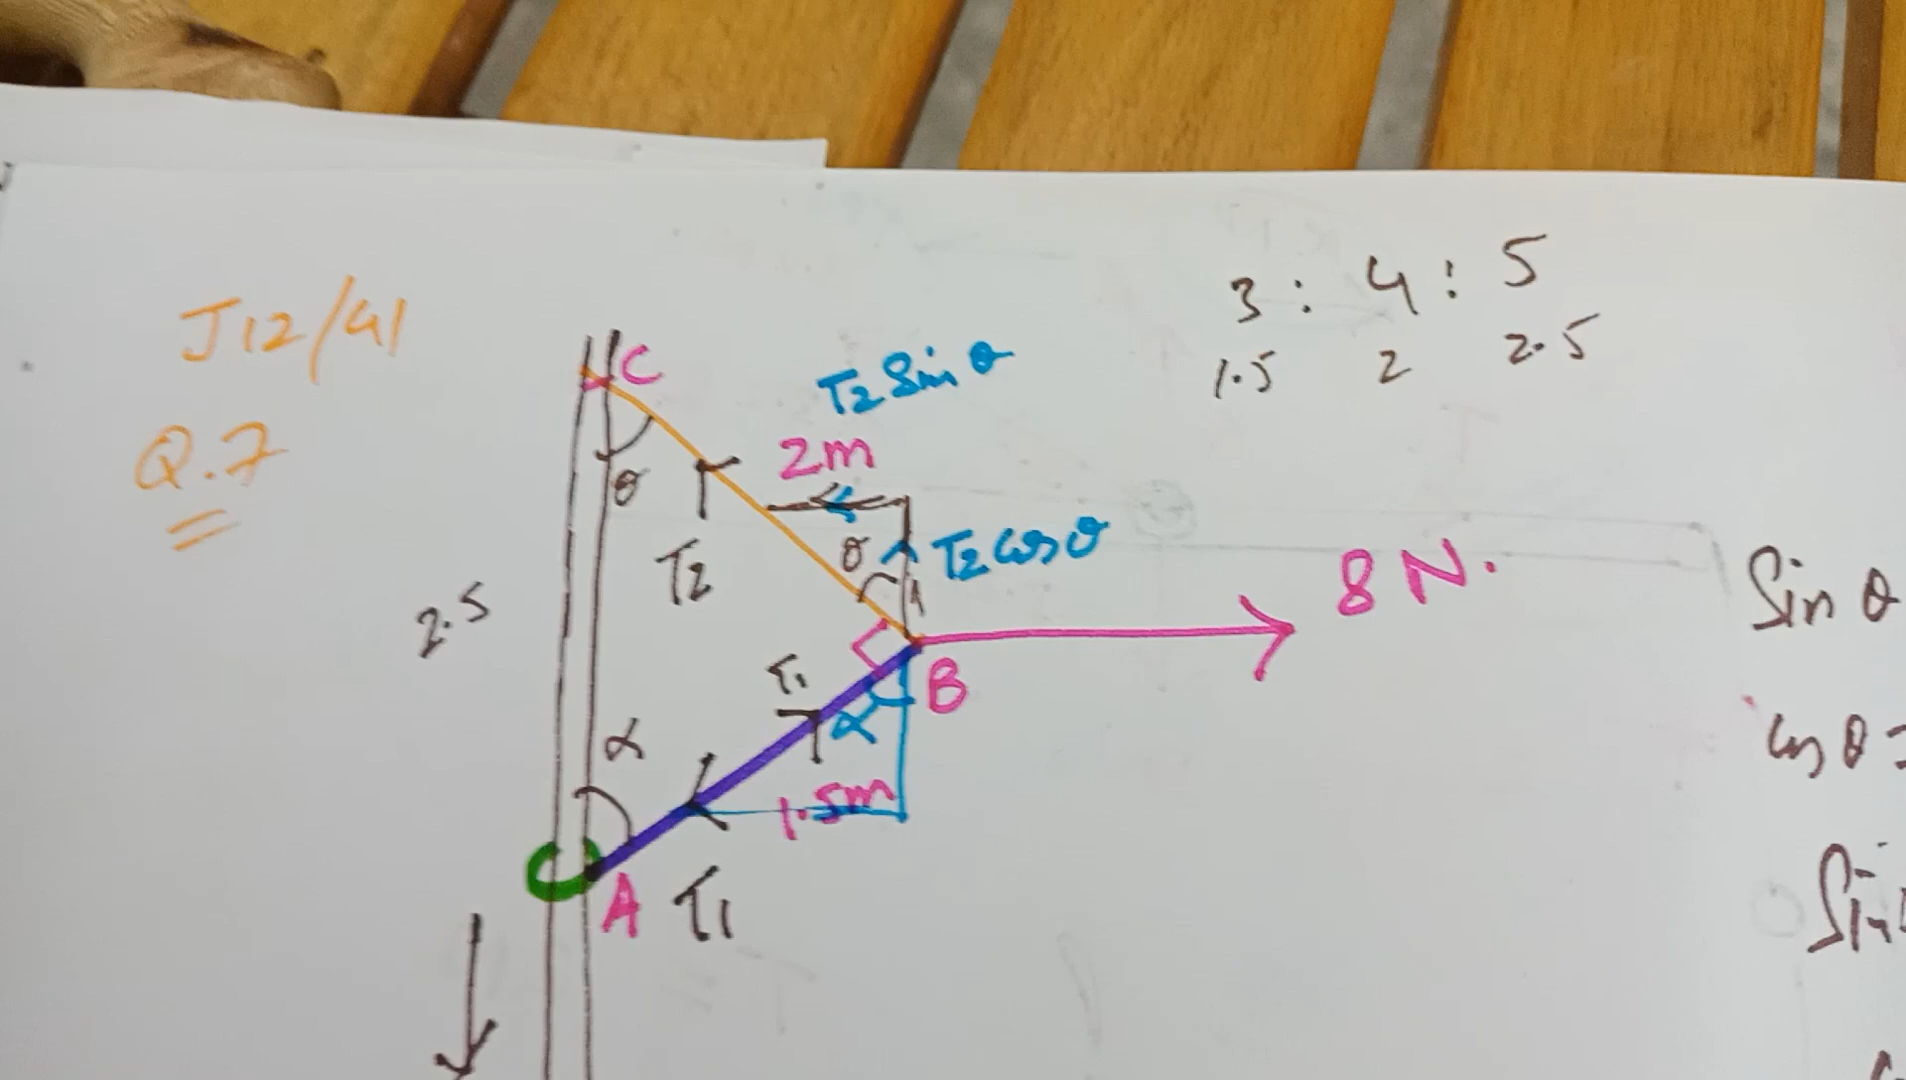 J12/41
Q.7
3 : 4 : 5
1.5 2 2.5
C
T2 Sin θ
2m
θ
θ
T2 cos θ
T2
8 N.
2.5
Sin θ
T1
B
α
α
cos θ =
1.5m
A
T1
Sin